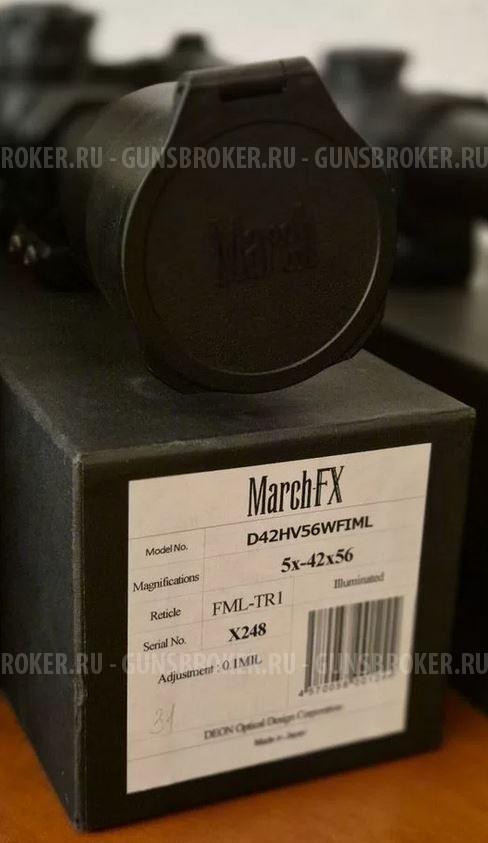 ROKER.RU - GUNSBROKER.RU - GUNSBROKER.RU
March
March-FX
Model No. D42HV56WFIML
Magnifications 5x-42x56
Reticle FML-TR1 Illuminated
Serial No. X248
Adjustment : 0.1MIL
ROKER.RU - GUNSBROKER.RU - GUNSBROKER.RU
31
DEON Optical Design Corporation
Made in Japan